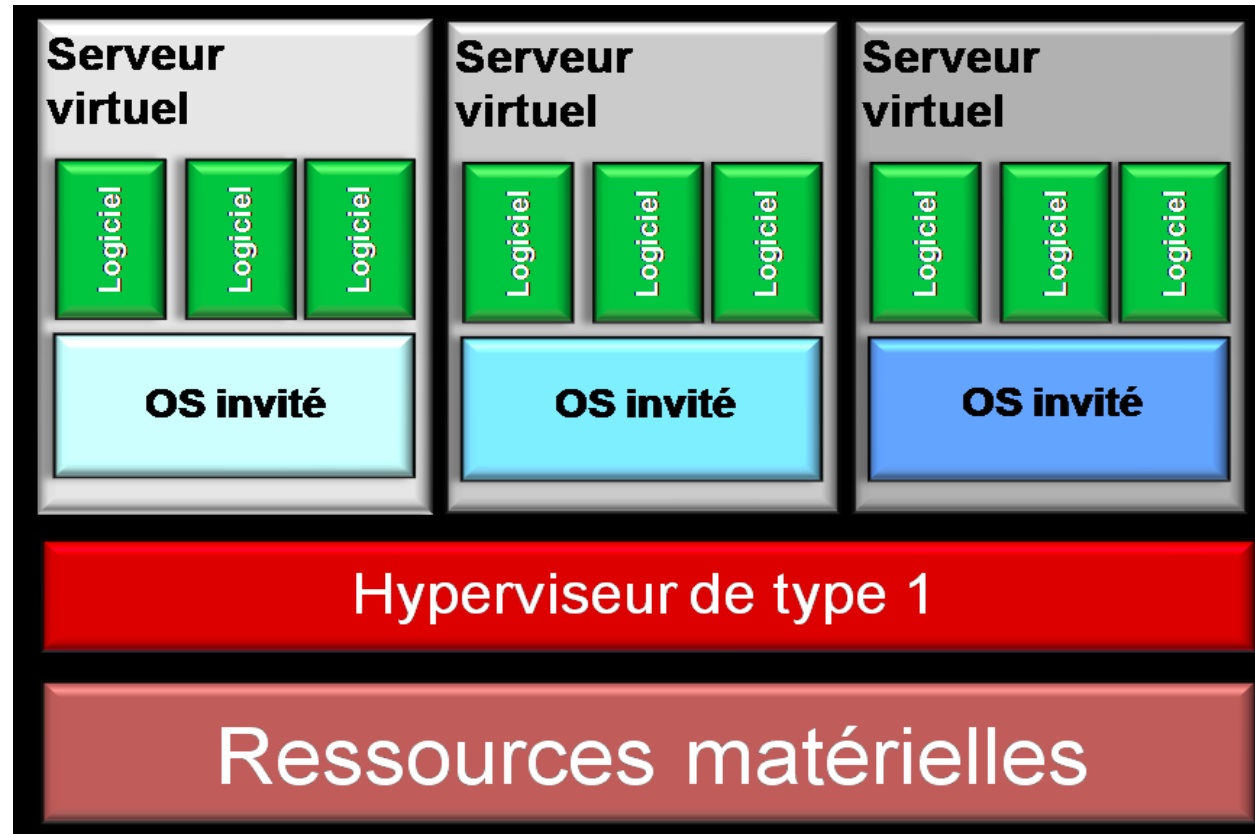 Serveur
virtuel
Logiciel
Logiciel
Logiciel
OS invité
Serveur
virtuel
Logiciel
Logiciel
Logiciel
OS invité
Serveur
virtuel
Logiciel
Logiciel
Logiciel
OS invité
Hyperviseur de type 1
Ressources matérielles